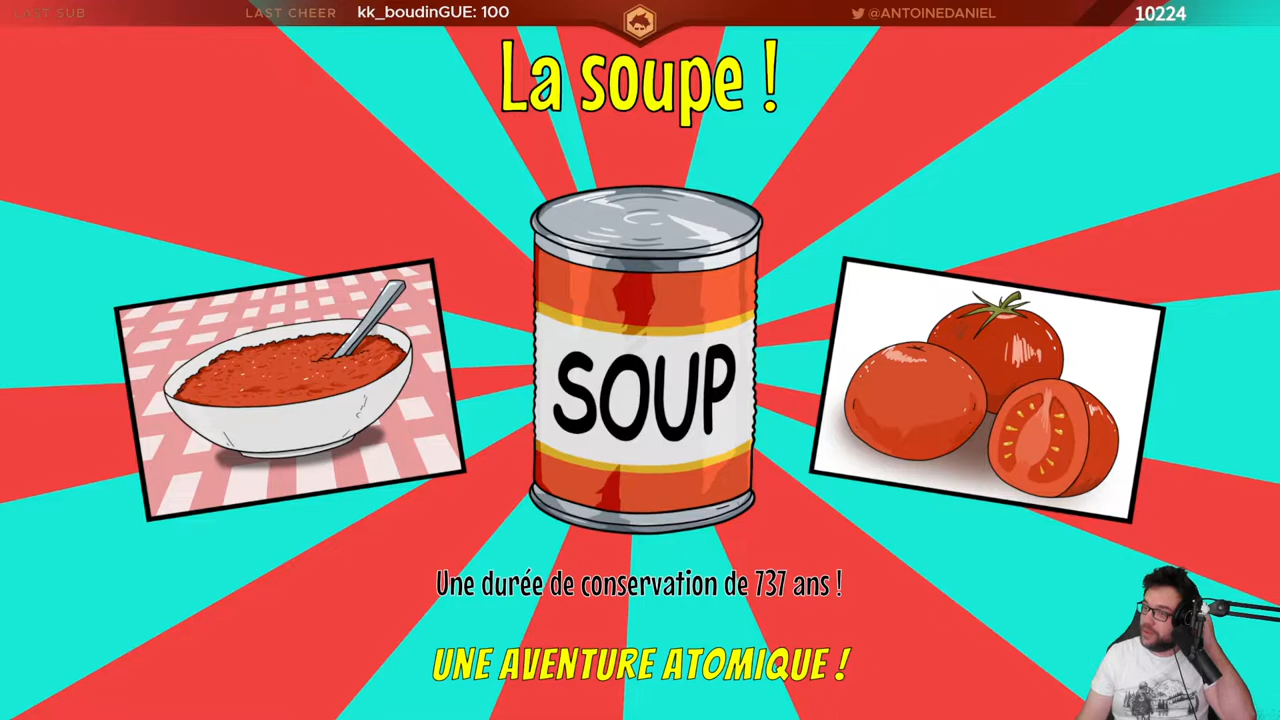 LAST SUB
LAST CHEER kk_boudinGUE: 100
@ANTOINEDANIEL
10224
La soupe !
SOUP
Une durée de conservation de 737 ans !
UNE AVENTURE ATOMIQUE !